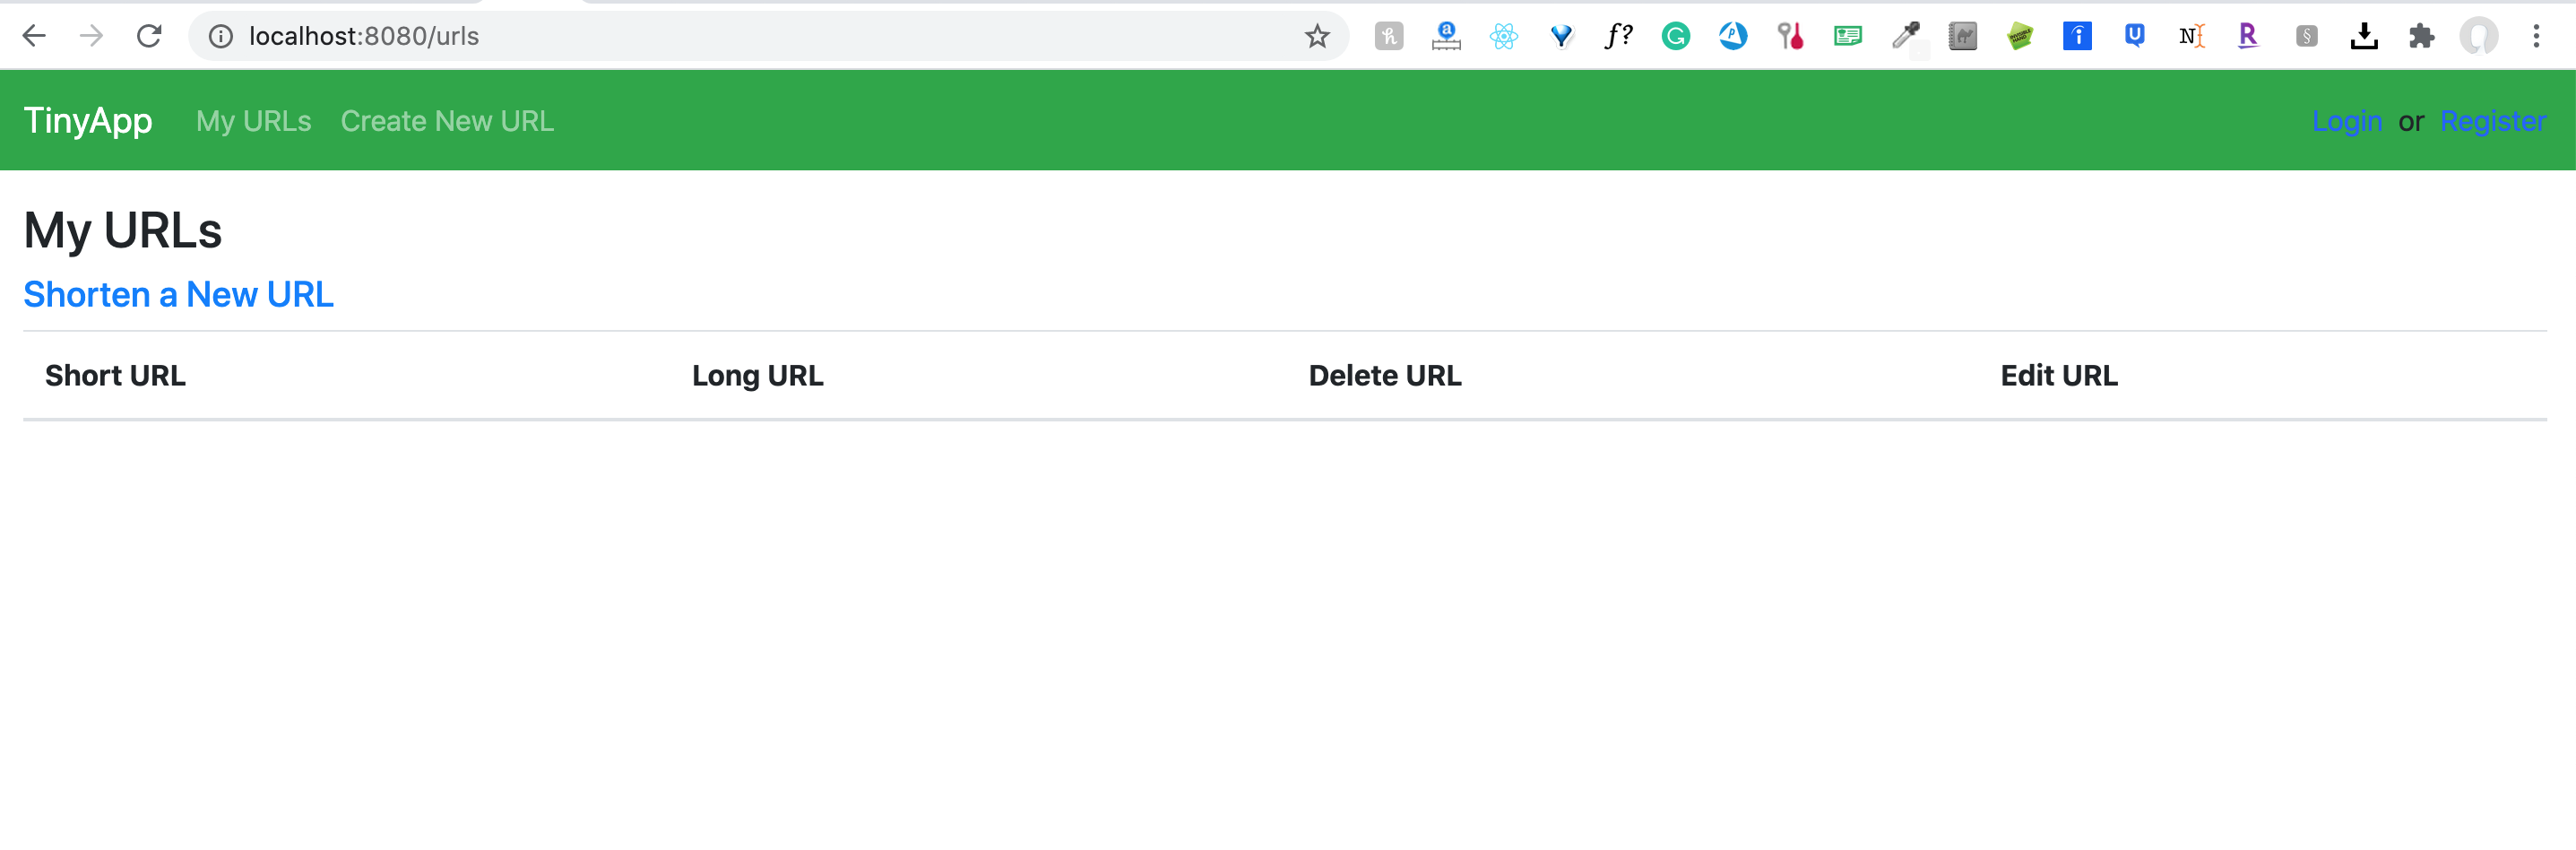 localhost:8080/urls
TinyApp My URLs Create New URL Login or Register
My URLs
Shorten a New URL
Short URL Long URL Delete URL Edit URL